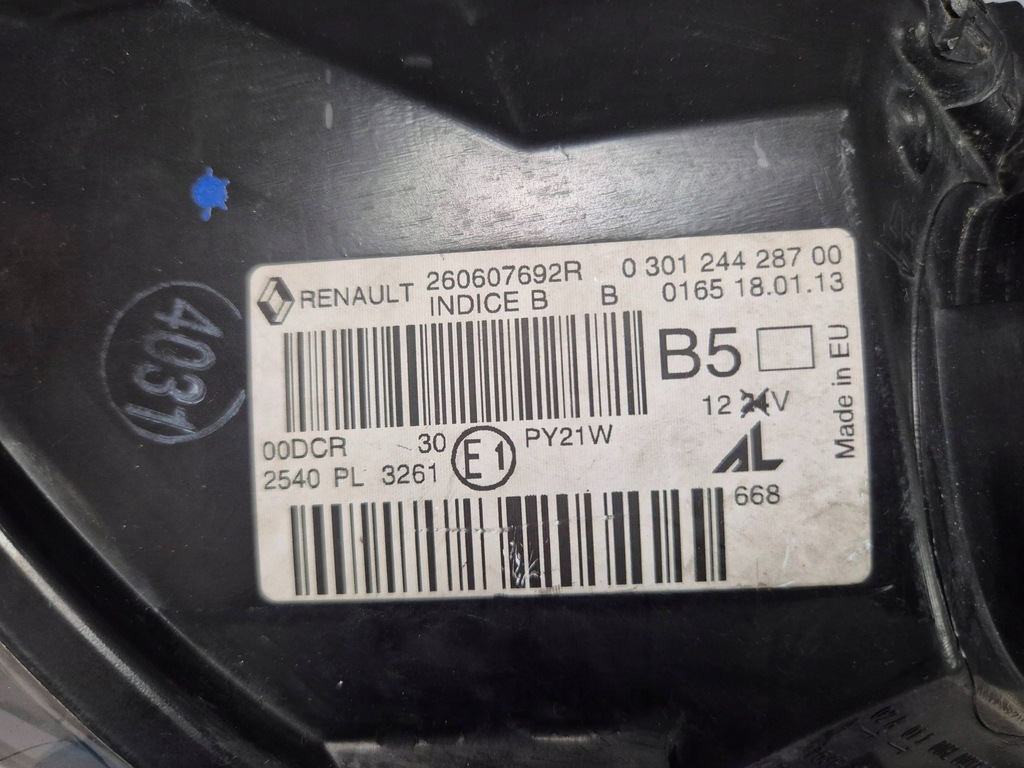 RENAULT 260607692R 0 301 244 287 00
INDICE B B 0165 18.01.13
B5
12 24V
Made in EU
00DCR 30 E1 PY21W
2540 PL 3261
AL
668
4031